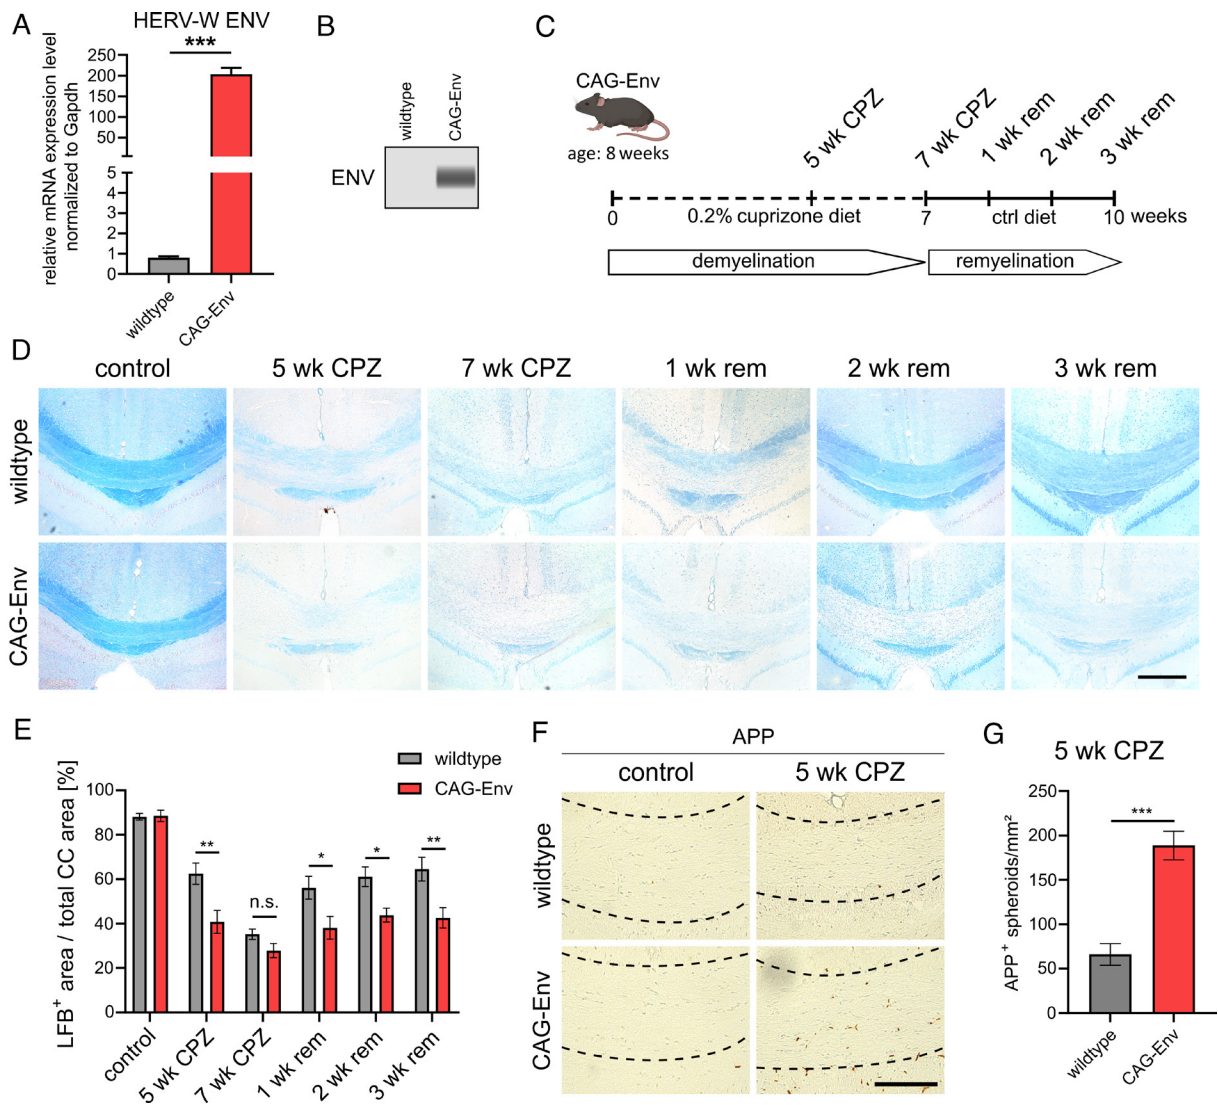 A
HERV-W ENV
***
relative mRNA expression level
normalized to Gapdh
250
200
150
100
50
5
4
3
2
1
0
wildtype
CAG-Env
B
wildtype
CAG-Env
ENV
C
CAG-Env
age: 8 weeks
5 wk CPZ
7 wk CPZ
1 wk rem
2 wk rem
3 wk rem
0
0.2% cuprizone diet
7
ctrl diet
10 weeks
demyelination
remyelination
D
control
5 wk CPZ
7 wk CPZ
1 wk rem
2 wk rem
3 wk rem
wildtype
CAG-Env
E
wildtype
CAG-Env
LFB⁺ area / total CC area [%]
100
80
60
40
20
0
**
n.s.
*
*
**
control
5 wk CPZ
7 wk CPZ
1 wk rem
2 wk rem
3 wk rem
F
APP
control
5 wk CPZ
wildtype
CAG-Env
G
5 wk CPZ
***
APP⁺ spheroids/mm²
250
200
150
100
50
0
wildtype
CAG-Env